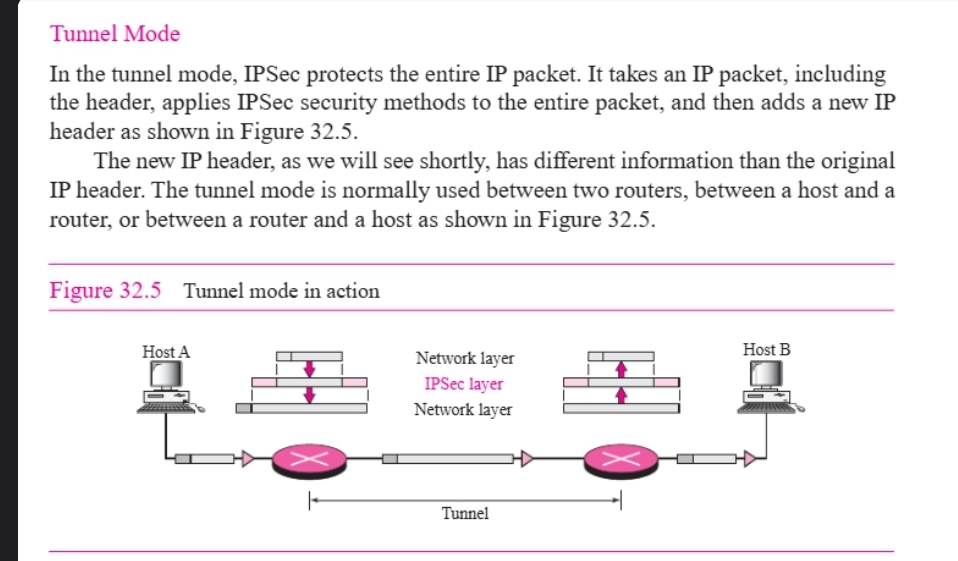 Tunnel Mode
In the tunnel mode, IPSec protects the entire IP packet. It takes an IP packet, including
the header, applies IPSec security methods to the entire packet, and then adds a new IP
header as shown in Figure 32.5.
The new IP header, as we will see shortly, has different information than the original
IP header. The tunnel mode is normally used between two routers, between a host and a
router, or between a router and a host as shown in Figure 32.5.
Figure 32.5 Tunnel mode in action
Host A
Network layer
IPSec layer
Network layer
Host B
Tunnel